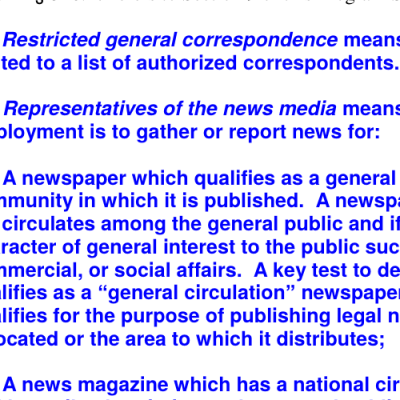 Restricted general correspondence means
ted to a list of authorized correspondents.
Representatives of the news media means
ployment is to gather or report news for:
A newspaper which qualifies as a general
mmunity in which it is published. A newspa
circulates among the general public and if
racter of general interest to the public suc
mmercial, or social affairs. A key test to de
lifies as a “general circulation” newspaper
lifies for the purpose of publishing legal n
ocated or the area to which it distributes;
A news magazine which has a national cir